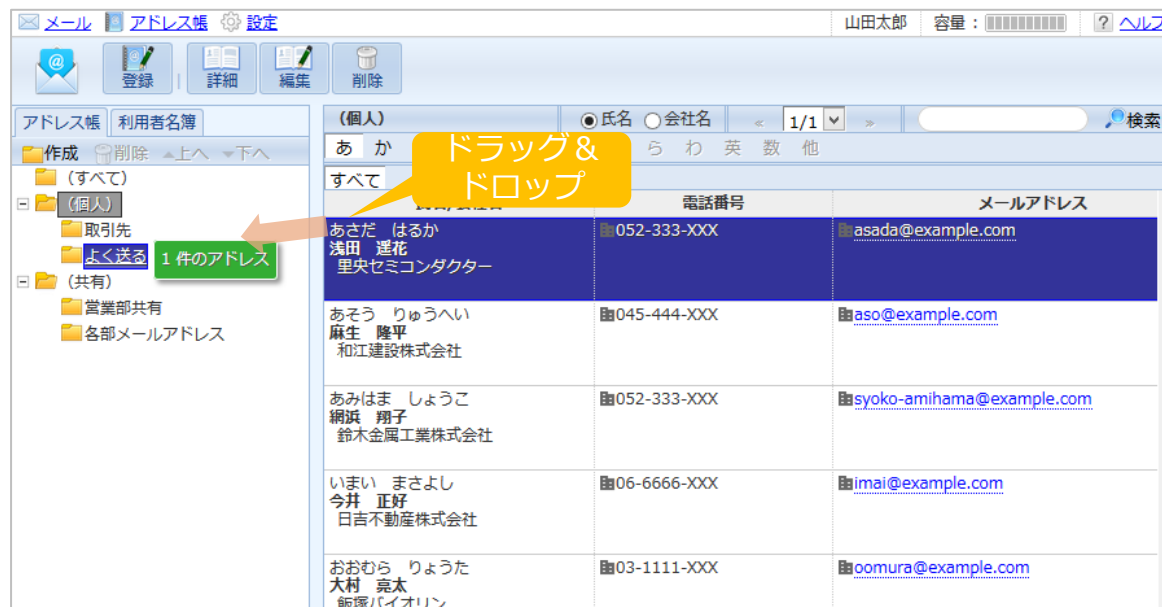 メール アドレス帳 設定 山田太郎 容量： ? ヘルプ
登録 詳細 編集 削除
アドレス帳 利用者名簿 (個人) 氏名 会社名 « 1/1 » 検索
作成 削除 上へ 下へ あ か ら わ 英 数 他
ドラッグ＆
ドロップ
(すべて) すべて
電話番号 メールアドレス
(個人)
取引先
よく送る 1 件のアドレス
(共有)
営業部共有
各部メールアドレス
あさだ　はるか 052-333-XXX asada@example.com
浅田　遥花
里央セミコンダクター
あそう　りゅうへい 045-444-XXX aso@example.com
麻生　隆平
和江建設株式会社
あみはま　しょうこ 052-333-XXX syoko-amihama@example.com
網浜　翔子
鈴木金属工業株式会社
いまい　まさよし 06-6666-XXX imai@example.com
今井　正好
日吉不動産株式会社
おおむら　りょうた 03-1111-XXX oomura@example.com
大村　亮太
飯塚バイオリン